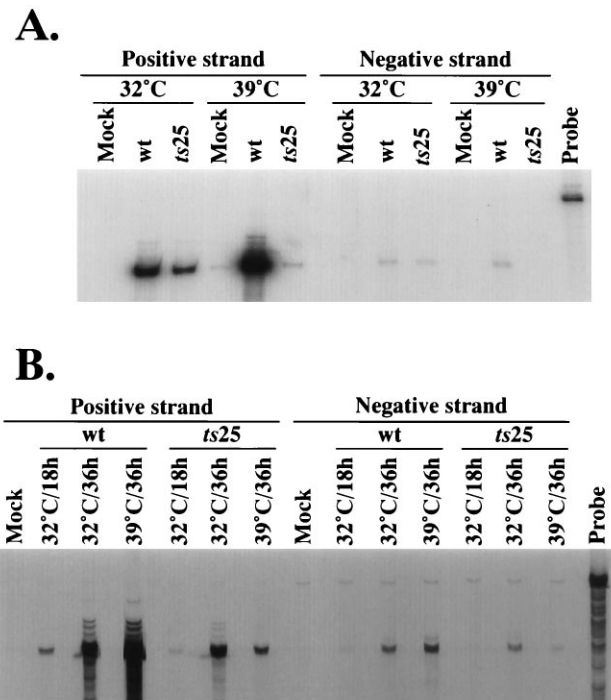 A.
Positive strand Negative strand
32°C 39°C 32°C 39°C
Mock wt ts25 Mock wt ts25 Mock wt ts25 Mock wt ts25 Probe
B.
Positive strand Negative strand
wt ts25 wt ts25
Mock 32°C/18h 32°C/36h 39°C/36h 32°C/18h 32°C/36h 39°C/36h Mock 32°C/18h 32°C/36h 39°C/36h 32°C/18h 32°C/36h 39°C/36h Probe